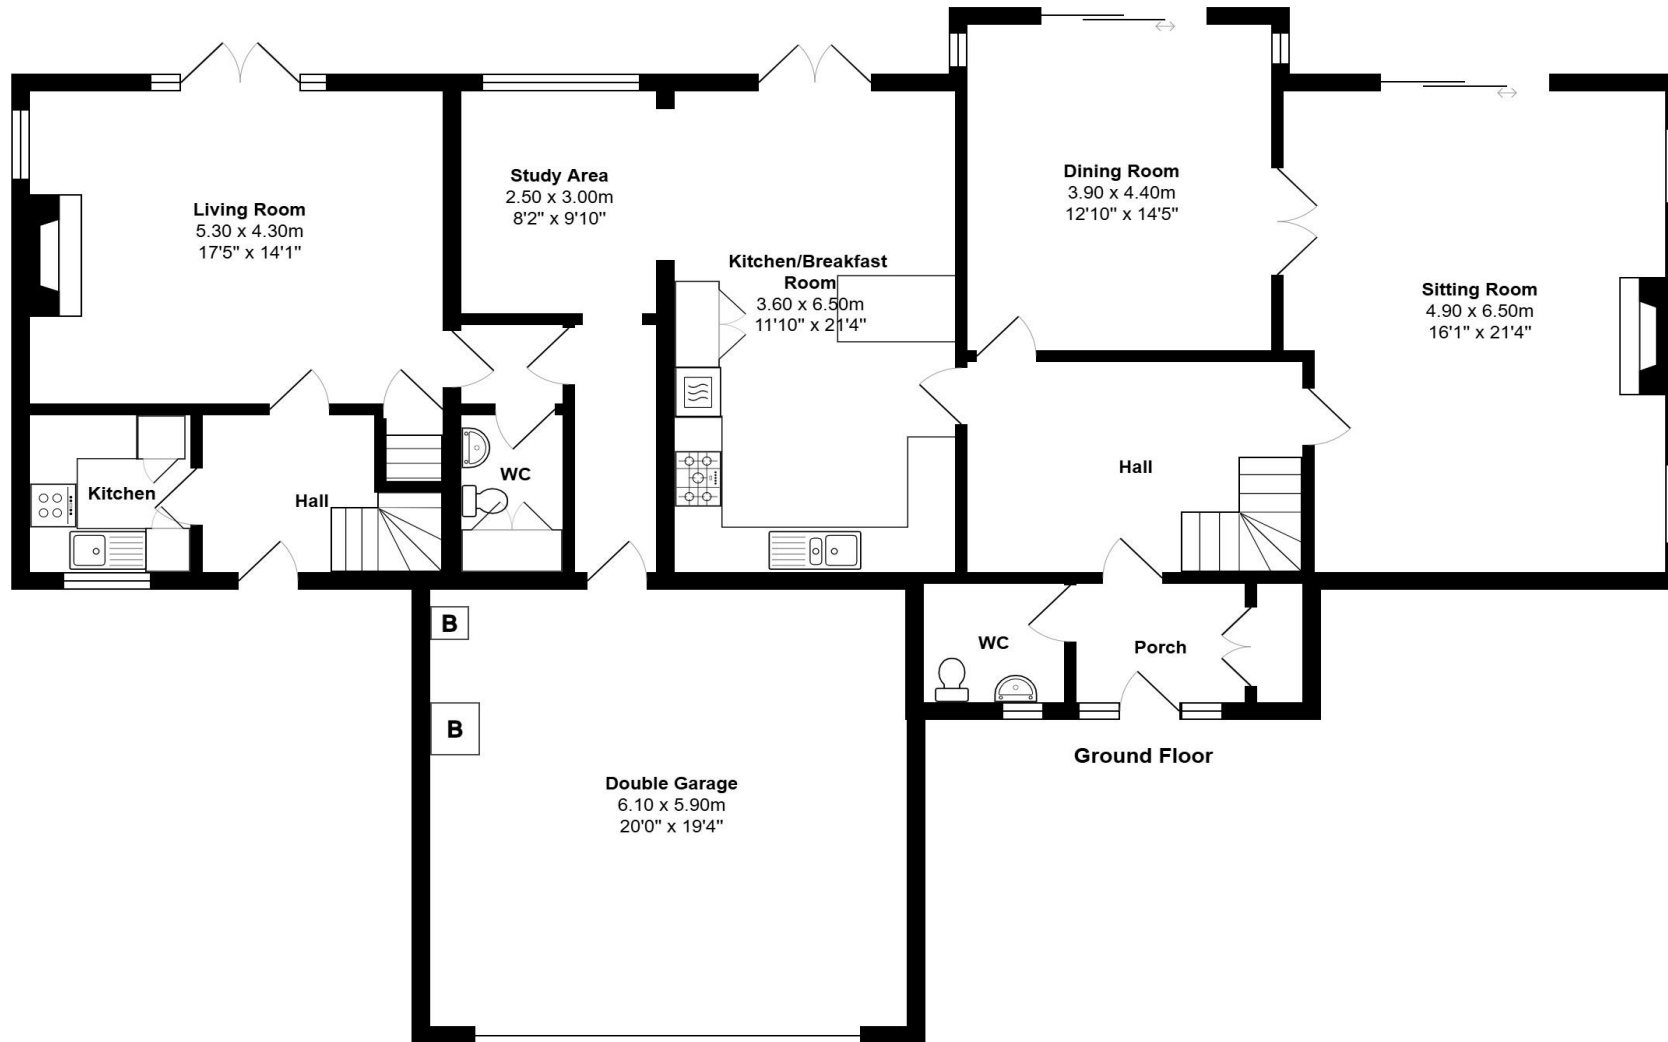 Living Room
5.30 x 4.30m
17'5" x 14'1"
Study Area
2.50 x 3.00m
8'2" x 9'10"
Kitchen/Breakfast
Room
3.60 x 6.50m
11'10" x 21'4"
Dining Room
3.90 x 4.40m
12'10" x 14'5"
Sitting Room
4.90 x 6.50m
16'1" x 21'4"
Kitchen
Hall
WC
Hall
B
B
WC
Porch
Ground Floor
Double Garage
6.10 x 5.90m
20'0" x 19'4"